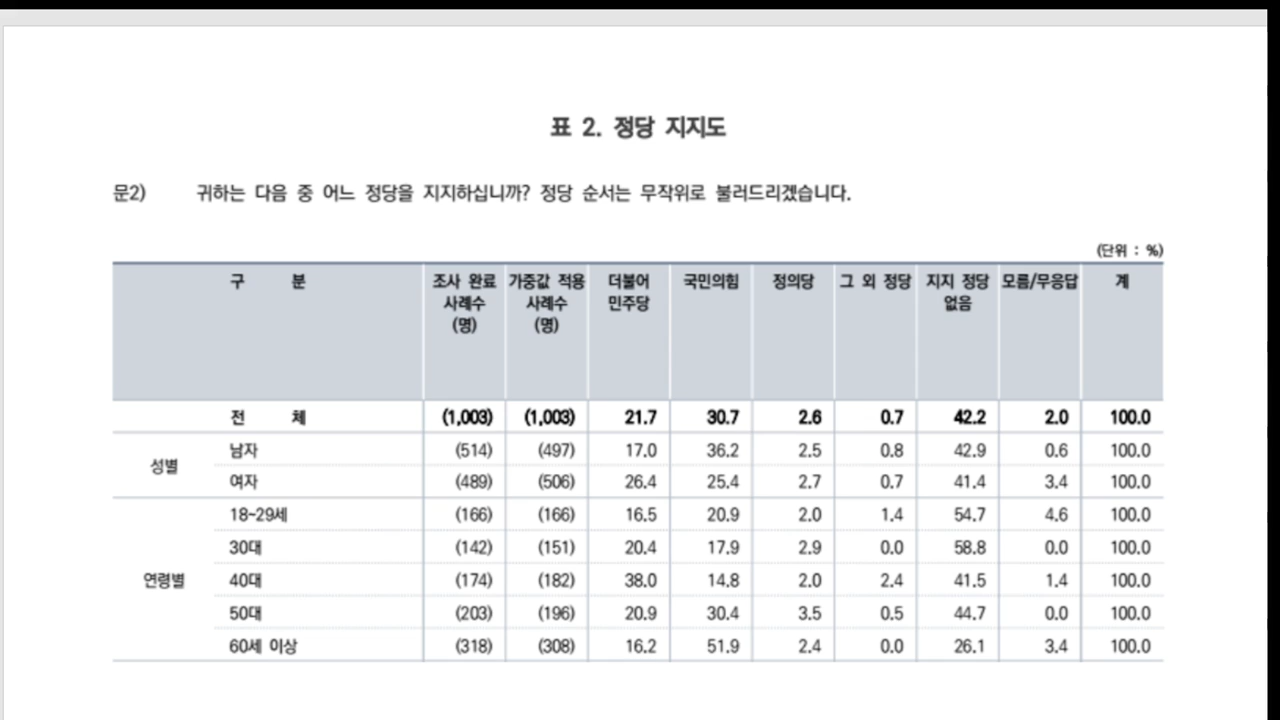 표 2. 정당 지지도
문2) 귀하는 다음 중 어느 정당을 지지하십니까? 정당 순서는 무작위로 불러드리겠습니다.
(단위 : %)
구 분 조사 완료 사례수 (명) 가중값 적용 사례수 (명) 더불어 민주당 국민의힘 정의당 그 외 정당 지지 정당 없음 모름/무응답 계
전 체 (1,003) (1,003) 21.7 30.7 2.6 0.7 42.2 2.0 100.0
성별 남자 (514) (497) 17.0 36.2 2.5 0.8 42.9 0.6 100.0
여자 (489) (506) 26.4 25.4 2.7 0.7 41.4 3.4 100.0
연령별 18~29세 (166) (166) 16.5 20.9 2.0 1.4 54.7 4.6 100.0
30대 (142) (151) 20.4 17.9 2.9 0.0 58.8 0.0 100.0
40대 (174) (182) 38.0 14.8 2.0 2.4 41.5 1.4 100.0
50대 (203) (196) 20.9 30.4 3.5 0.5 44.7 0.0 100.0
60세 이상 (318) (308) 16.2 51.9 2.4 0.0 26.1 3.4 100.0